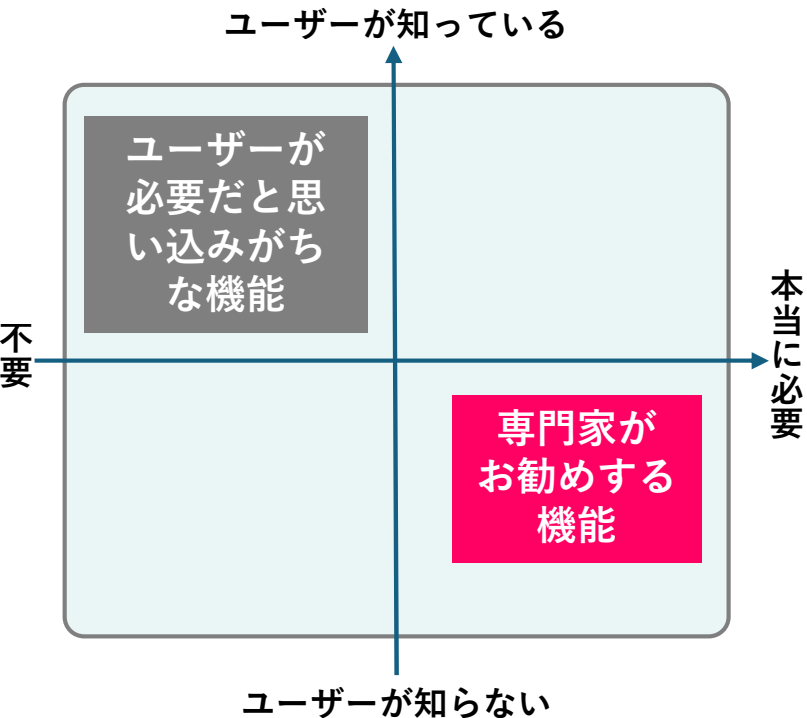 ユーザーが知っている
ユーザーが
必要だと思
い込みがち
な機能
不要
本当に必要
専門家が
お勧めする
機能
ユーザーが知らない